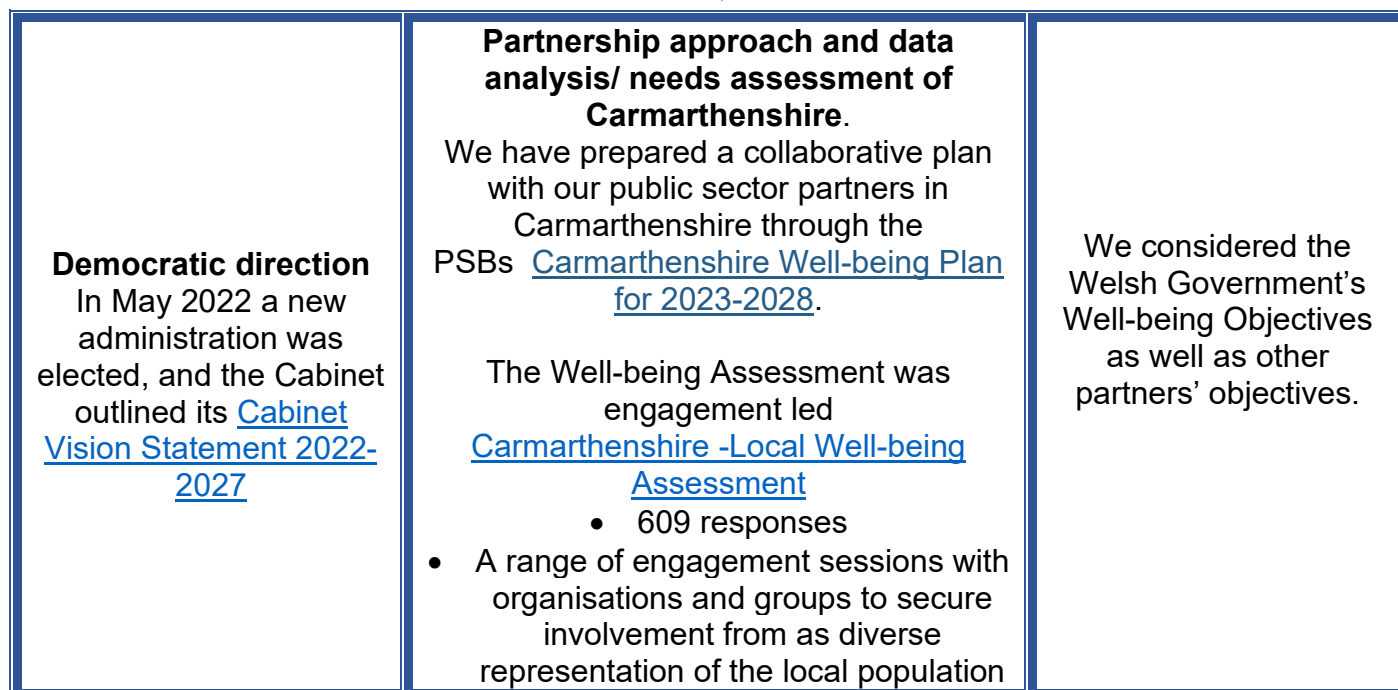 Democratic direction
In May 2022 a new
administration was
elected, and the Cabinet
outlined its Cabinet
Vision Statement 2022-
2027
Partnership approach and data
analysis/ needs assessment of
Carmarthenshire.
We have prepared a collaborative plan
with our public sector partners in
Carmarthenshire through the
PSBs Carmarthenshire Well-being Plan
for 2023-2028.
The Well-being Assessment was
engagement led
Carmarthenshire -Local Well-being
Assessment
• 609 responses
• A range of engagement sessions with
organisations and groups to secure
involvement from as diverse
representation of the local population
We considered the
Welsh Government’s
Well-being Objectives
as well as other
partners’ objectives.